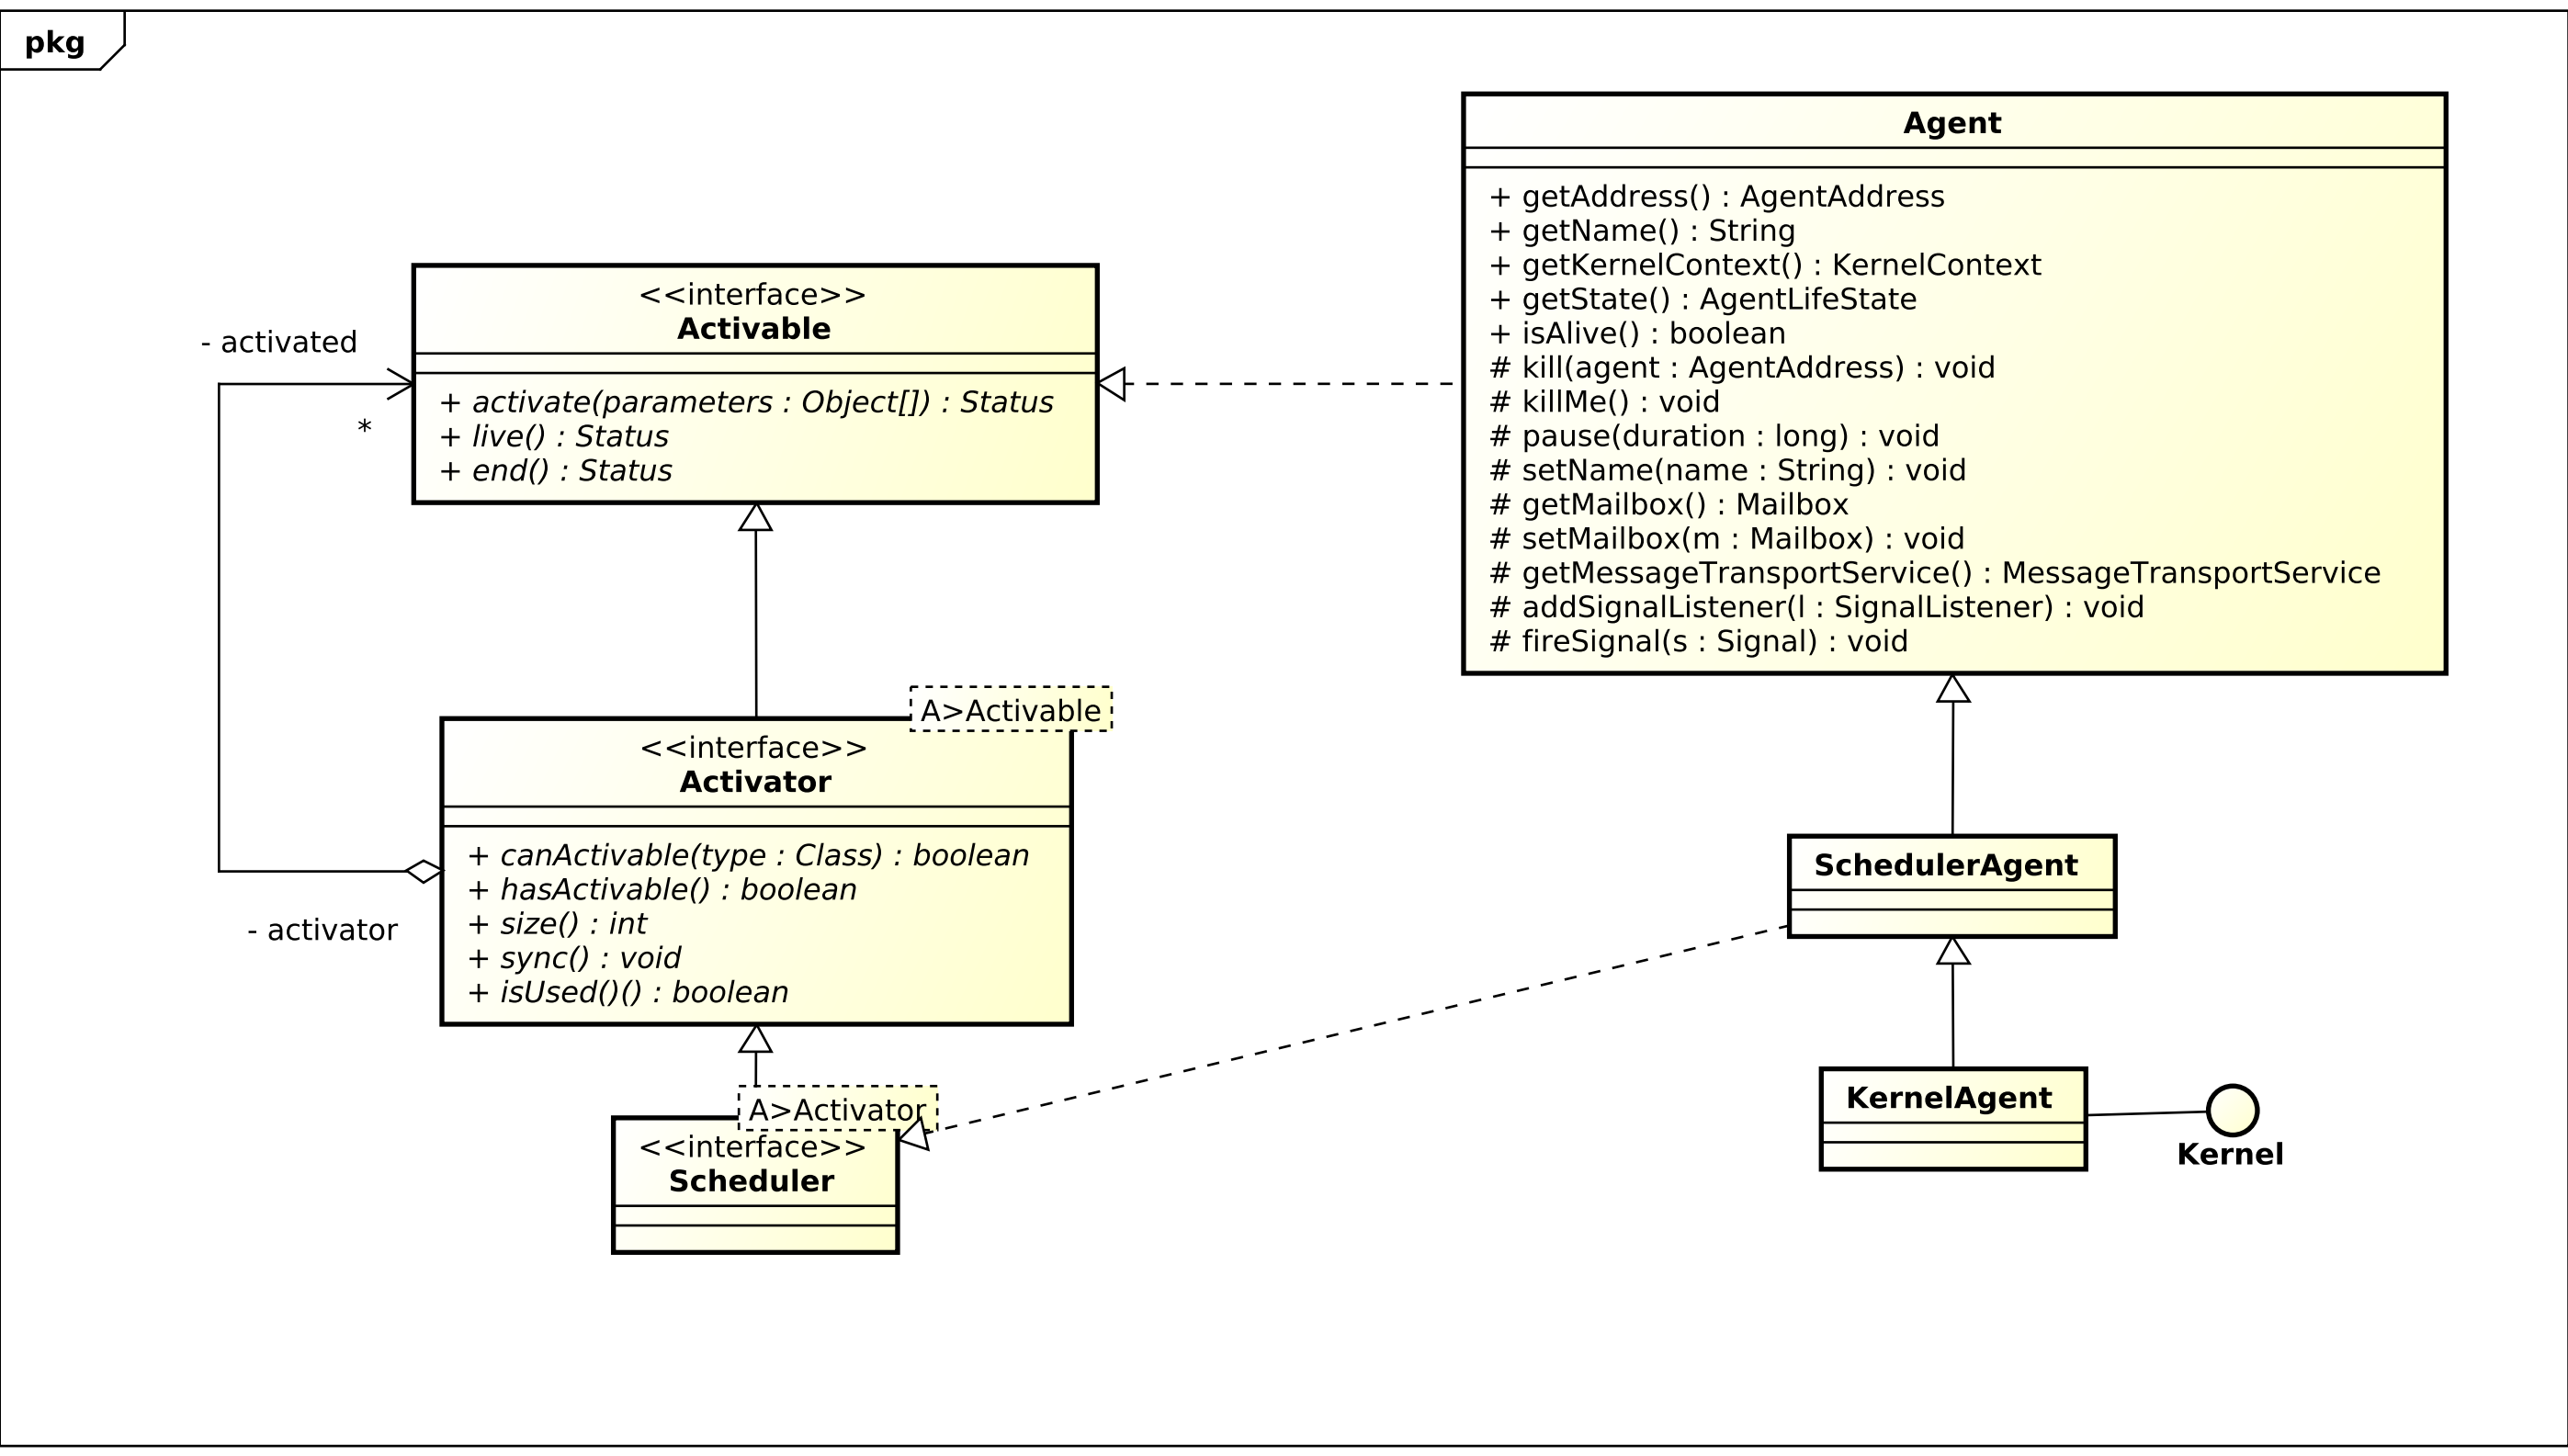 pkg
Agent
+ getAddress() : AgentAddress
+ getName() : String
+ getKernelContext() : KernelContext
+ getState() : AgentLifeState
+ isAlive() : boolean
# kill(agent : AgentAddress) : void
# killMe() : void
# pause(duration : long) : void
# setName(name : String) : void
# getMailbox() : Mailbox
# setMailbox(m : Mailbox) : void
# getMessageTransportService() : MessageTransportService
# addSignalListener(l : SignalListener) : void
# fireSignal(s : Signal) : void
<<interface>>
Activable
+ activate(parameters : Object[]) : Status
+ live() : Status
+ end() : Status
- activated
*
A>Activable
<<interface>>
Activator
+ canActivable(type : Class) : boolean
+ hasActivable() : boolean
+ size() : int
+ sync() : void
+ isUsed()() : boolean
- activator
SchedulerAgent
A>Activator
<<interface>>
Scheduler
KernelAgent
Kernel